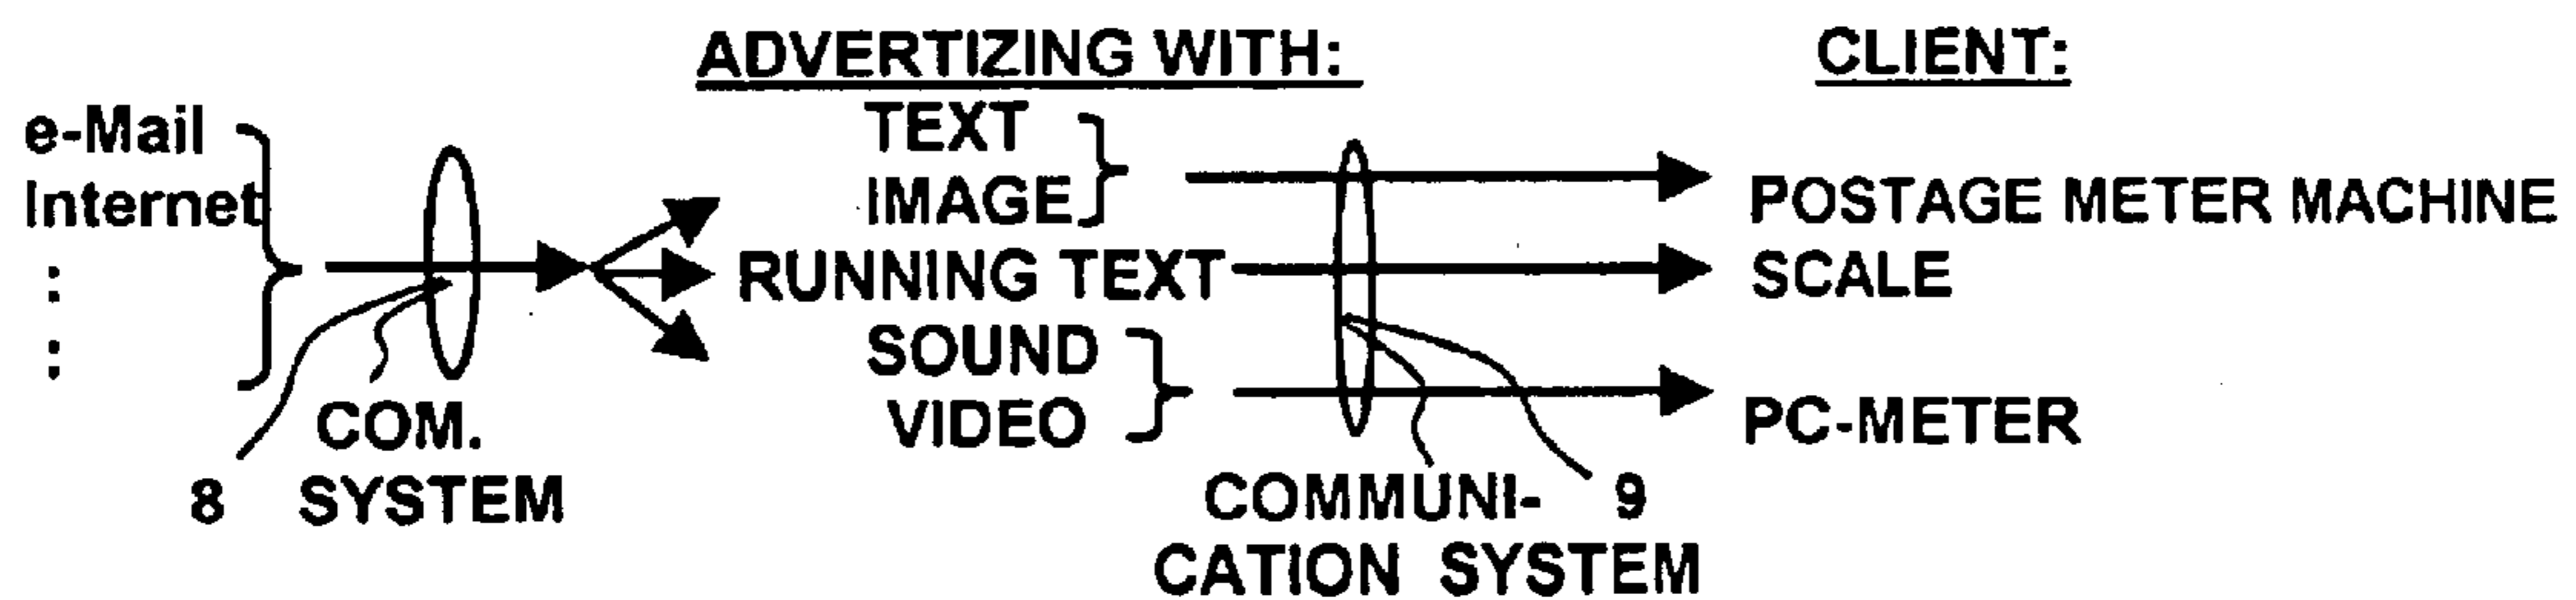 ADVERTIZING WITH:
CLIENT:
e-Mail
Internet
:
:
COM.
SYSTEM
8
TEXT
IMAGE
RUNNING TEXT
SOUND
VIDEO
COMMUNI-
CATION SYSTEM
9
POSTAGE METER MACHINE
SCALE
PC-METER